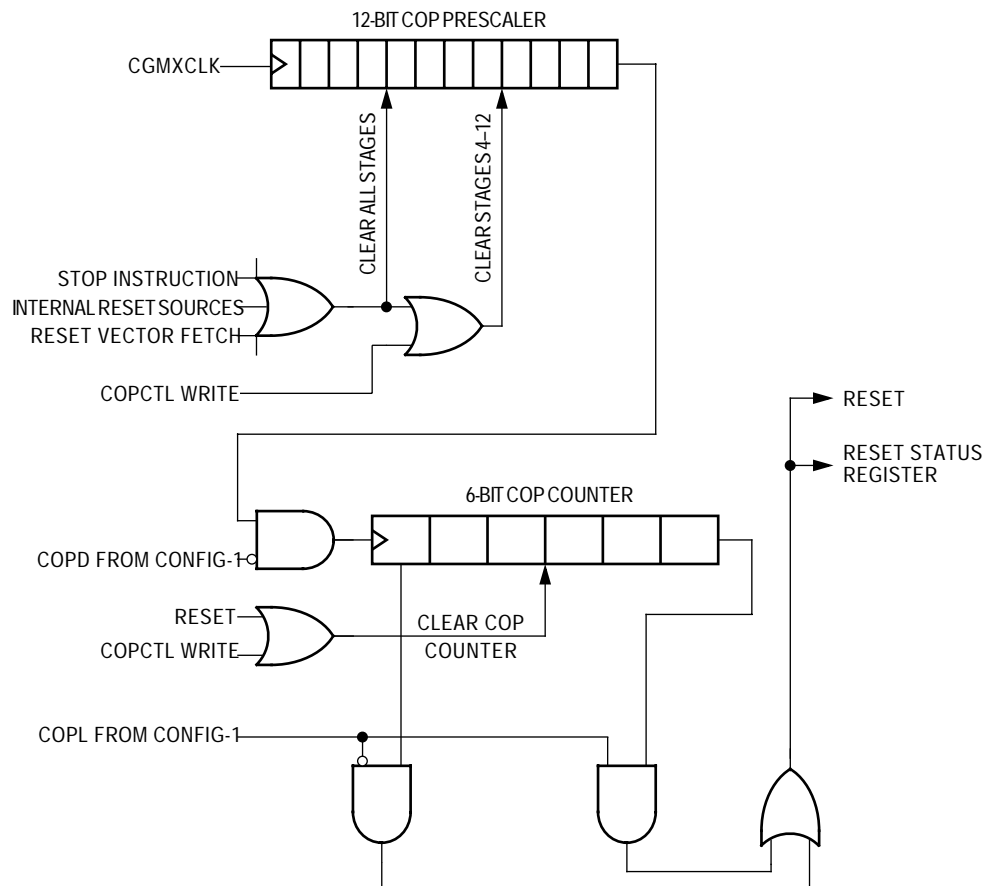 12-BIT COP PRESCALER
CGMXCLK
CLEAR ALL STAGES
CLEAR STAGES 4–12
STOP INSTRUCTION
INTERNAL RESET SOURCES
RESET VECTOR FETCH
COPCTL WRITE
RESET
RESET STATUS
REGISTER
6-BIT COP COUNTER
COPD FROM CONFIG-1
RESET
CLEAR COP
COPCTL WRITE
COUNTER
COPL FROM CONFIG-1